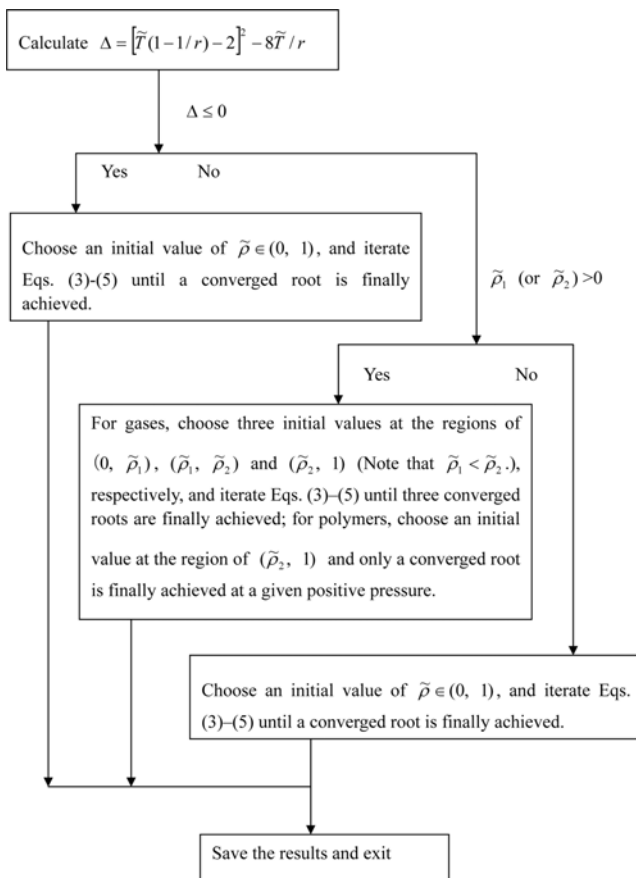 Calculate Δ = [T̃(1−1/r)−2]² −8T̃/r
Δ ≤ 0
Yes No
Choose an initial value of ρ̃ ∈ (0, 1), and iterate
Eqs. (3)-(5) until a converged root is finally
achieved.
ρ̃₁ (or ρ̃₂) >0
Yes No
For gases, choose three initial values at the regions of
(0, ρ̃₁), (ρ̃₁, ρ̃₂) and (ρ̃₂, 1) (Note that ρ̃₁ < ρ̃₂.),
respectively, and iterate Eqs. (3)–(5) until three converged
roots are finally achieved; for polymers, choose an initial
value at the region of (ρ̃₂, 1) and only a converged root
is finally achieved at a given positive pressure.
Choose an initial value of ρ̃ ∈ (0, 1), and iterate Eqs.
(3)–(5) until a converged root is finally achieved.
Save the results and exit